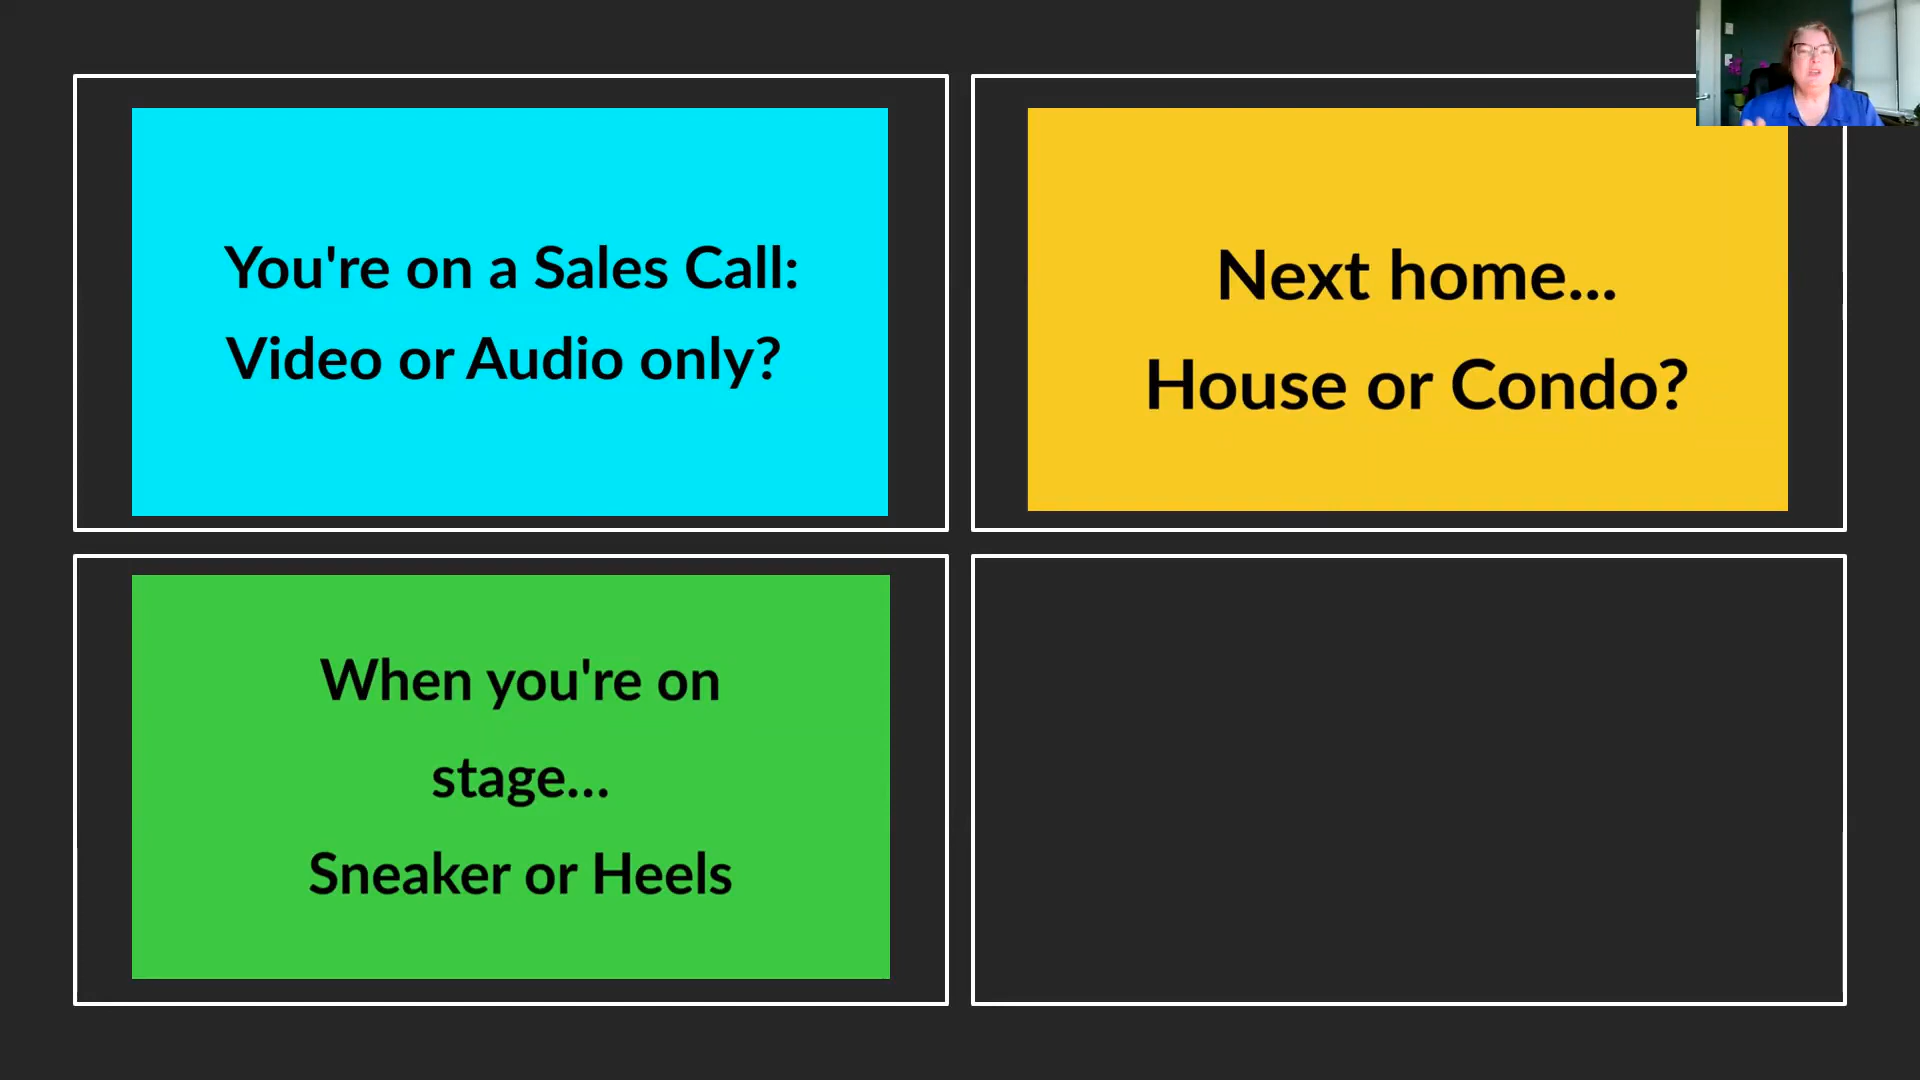 You're on a Sales Call:
Video or Audio only?
Next home...
House or Condo?
When you're on
stage...
Sneaker or Heels